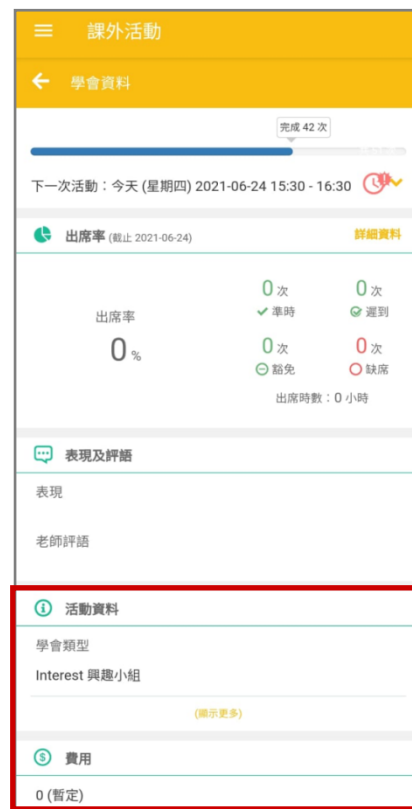 課外活動
學會資料
完成 42 次
下一次活動：今天 (星期四) 2021-06-24 15:30 - 16:30
出席率 (截止 2021-06-24) 詳細資料
出席率
0 %
0 次 0 次
準時 遲到
0 次 0 次
豁免 缺席
出席時數：0 小時
表現及評語
表現
老師評語
活動資料
學會類型
Interest 興趣小組
(顯示更多)
費用
0 (暫定)